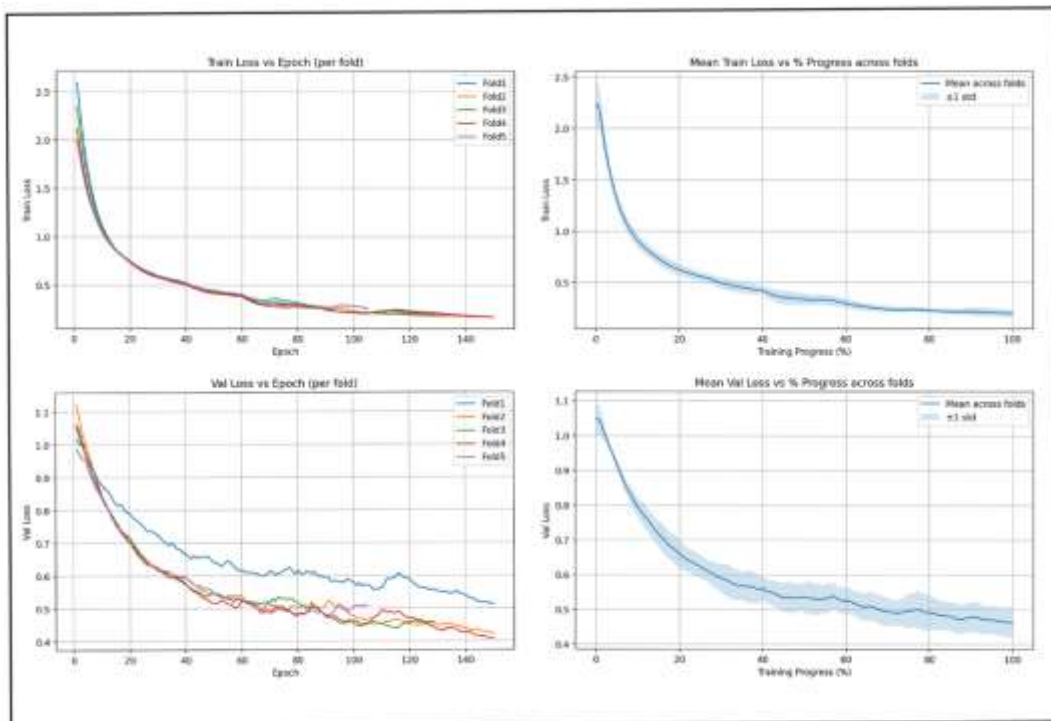 Train Loss vs Epoch (per fold)
Train Loss
2.5
2.0
1.5
1.0
0.5
0
20
40
60
80
100
120
140
Epoch
Fold1
Fold2
Fold3
Fold4
Fold5
Mean Train Loss vs % Progress across folds
Train Loss
2.5
2.0
1.5
1.0
0.5
0
20
40
60
80
100
Training Progress (%)
Mean across folds
±1 std
Val Loss vs Epoch (per fold)
Val Loss
1.1
1.0
0.9
0.8
0.7
0.6
0.5
0.4
0
20
40
60
80
100
120
140
Epoch
Fold1
Fold2
Fold3
Fold4
Fold5
Mean Val Loss vs % Progress across folds
Val Loss
1.1
1.0
0.9
0.8
0.7
0.6
0.5
0.4
0
20
40
60
80
100
Training Progress (%)
Mean across folds
±1 std